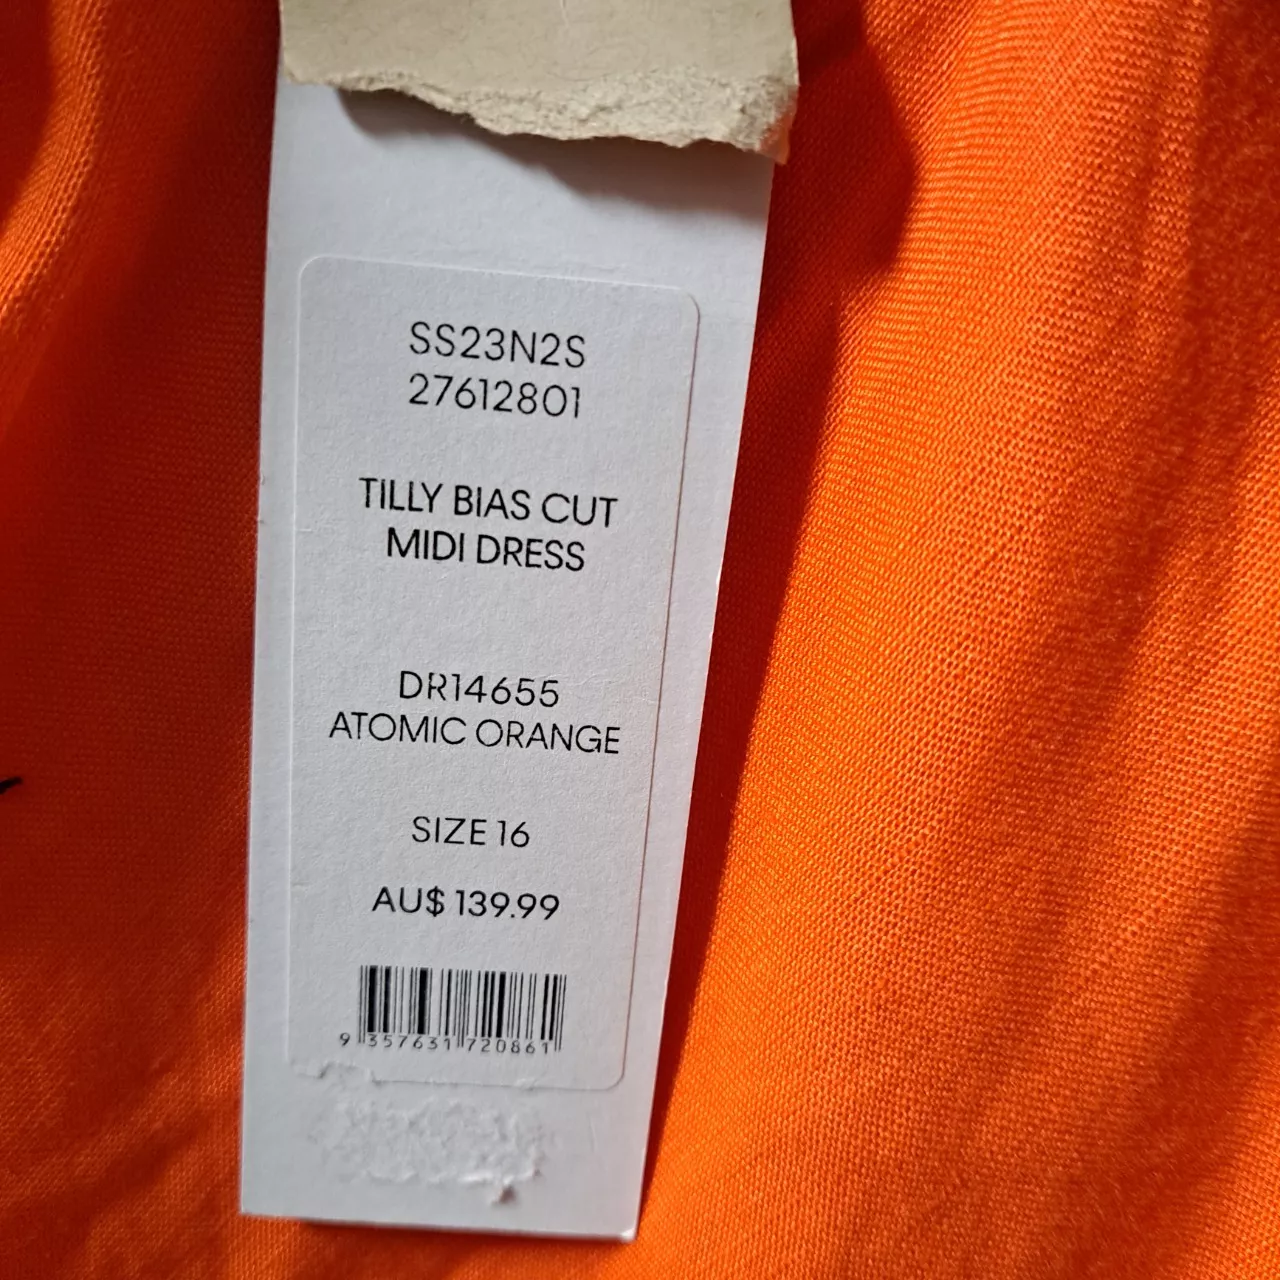 SS23N2S
27612801
TILLY BIAS CUT
MIDI DRESS
DR14655
ATOMIC ORANGE
SIZE 16
AU$ 139.99
9 357631 720861